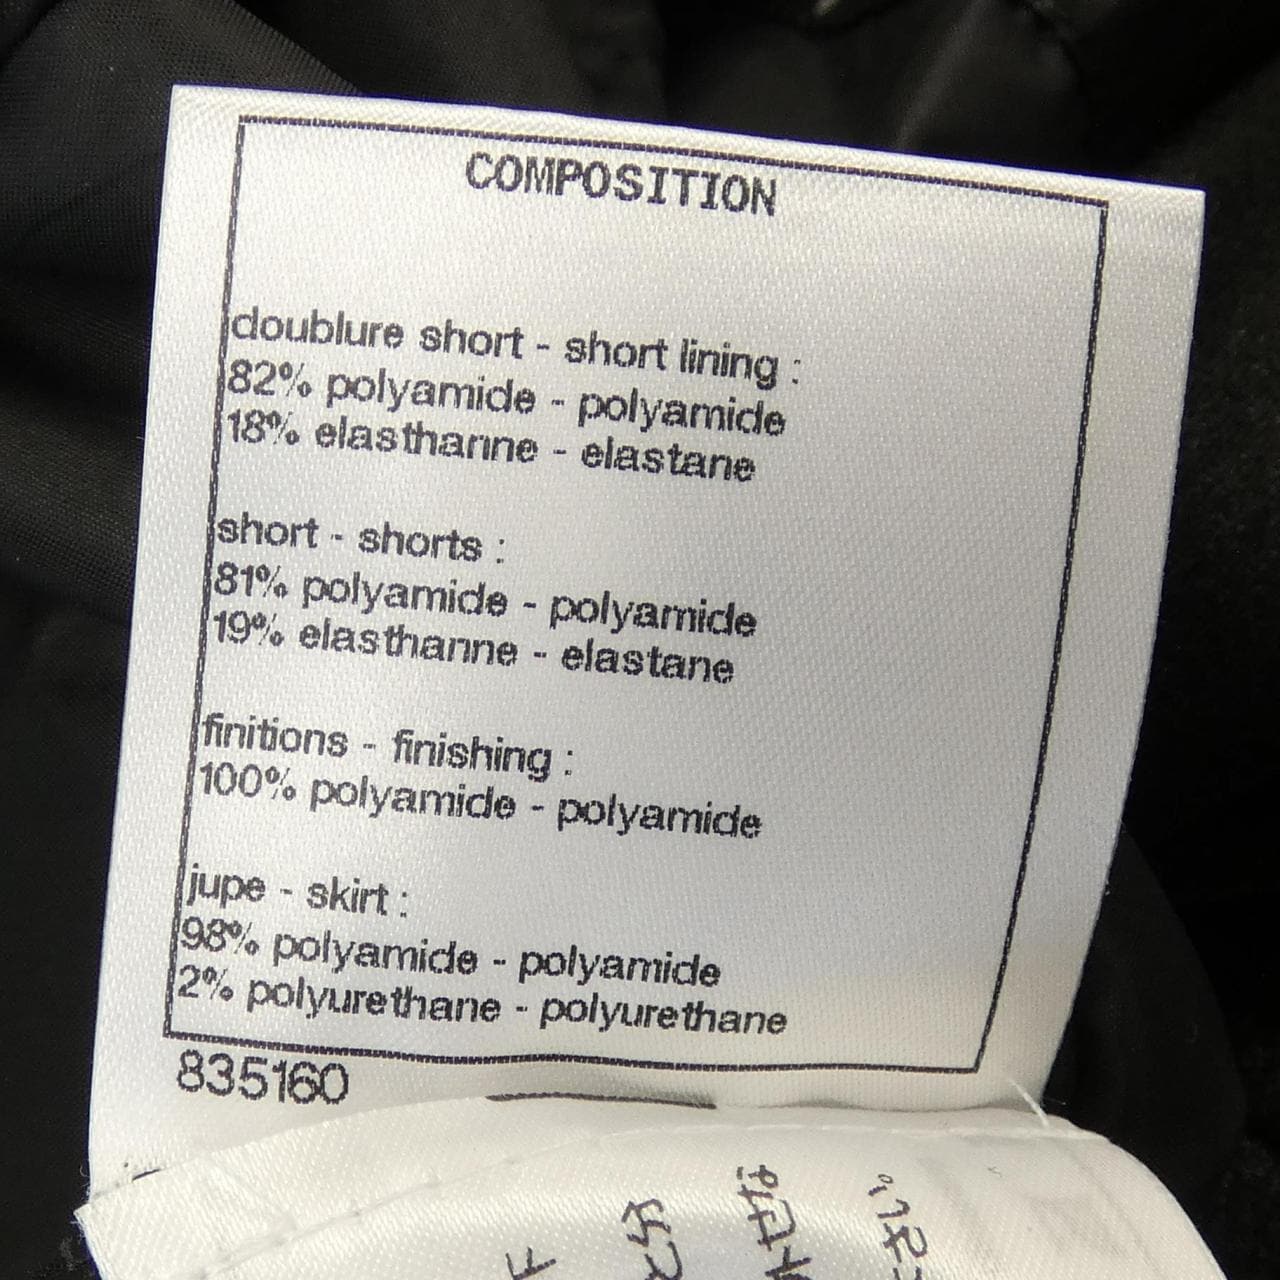 COMPOSITION
doublure short - short lining :
82% polyamide - polyamide
18% elasthanne - elastane
short - shorts :
81% polyamide - polyamide
19% elasthanne - elastane
finitions - finishing :
100% polyamide - polyamide
jupe - skirt :
98% polyamide - polyamide
2% polyurethane - polyurethane
835160